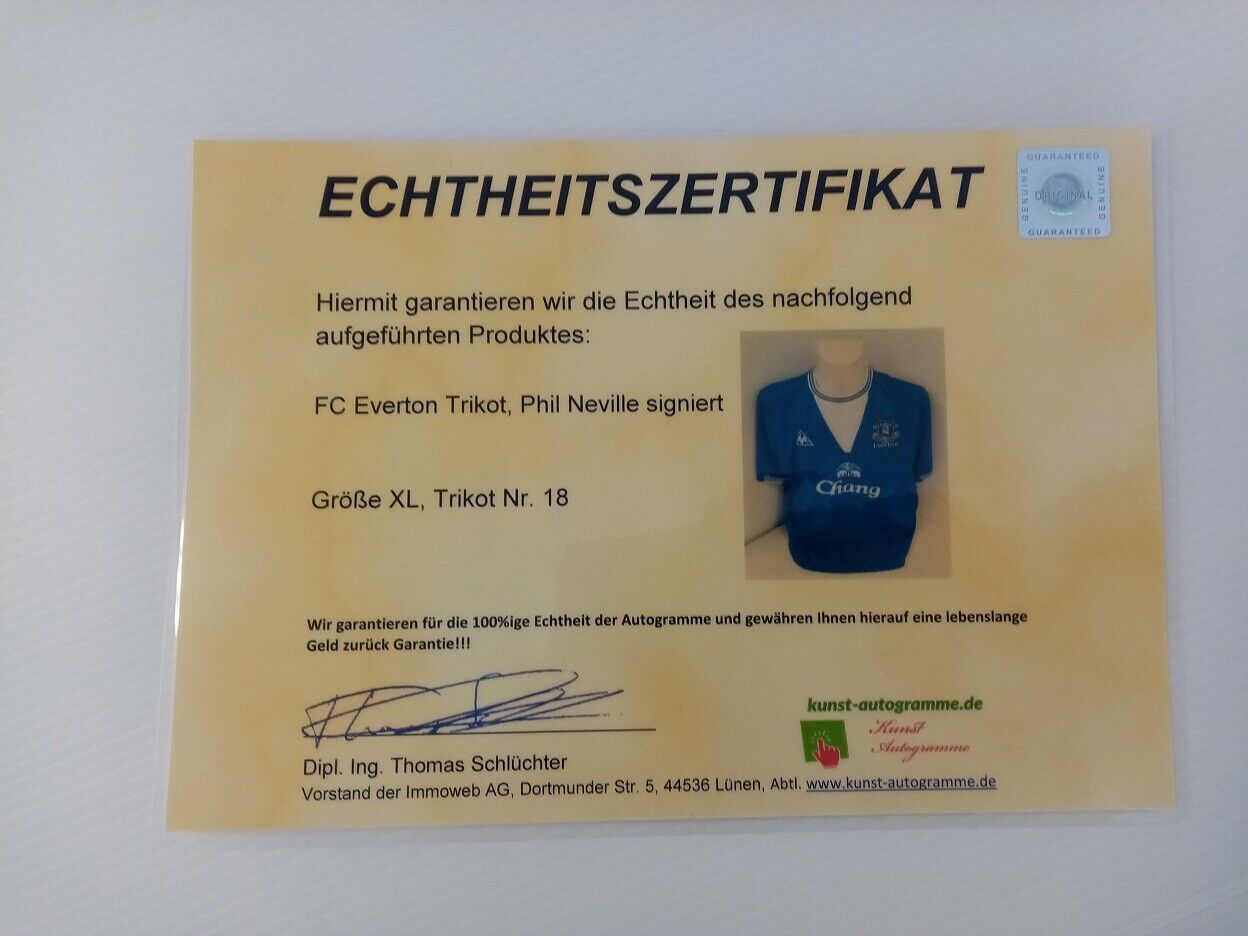 ECHTHEITSZERTIFIKAT
GUARANTEED
GENUINE
ORIGINAL
GENUINE
GUARANTEED
Hiermit garantieren wir die Echtheit des nachfolgend
aufgeführten Produktes:
FC Everton Trikot, Phil Neville signiert
Größe XL, Trikot Nr. 18
Everton
Chang
Wir garantieren für die 100%ige Echtheit der Autogramme und gewähren Ihnen hierauf eine lebenslange
Geld zurück Garantie!!!
kunst-autogramme.de
Kunst
Autogramme
Dipl. Ing. Thomas Schlüchter
Vorstand der Immoweb AG, Dortmunder Str. 5, 44536 Lünen, Abtl. www.kunst-autogramme.de